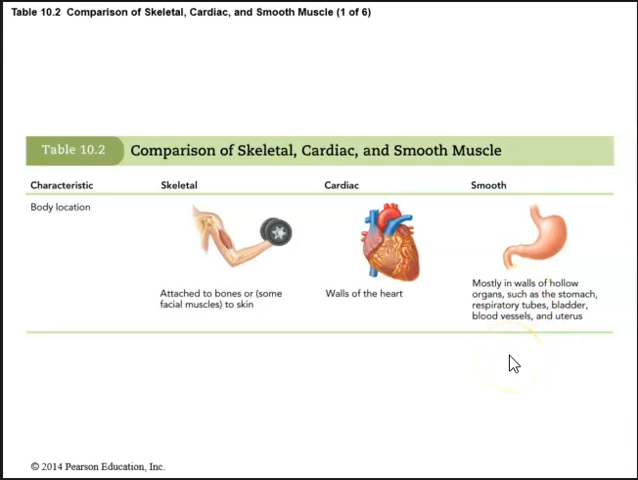 Table 10.2 Comparison of Skeletal, Cardiac, and Smooth Muscle (1 of 6)
Table 10.2 Comparison of Skeletal, Cardiac, and Smooth Muscle
Characteristic Skeletal Cardiac Smooth
Body location
Attached to bones or (some
facial muscles) to skin
Walls of the heart
Mostly in walls of hollow
organs, such as the stomach,
respiratory tubes, bladder,
blood vessels, and uterus
© 2014 Pearson Education, Inc.